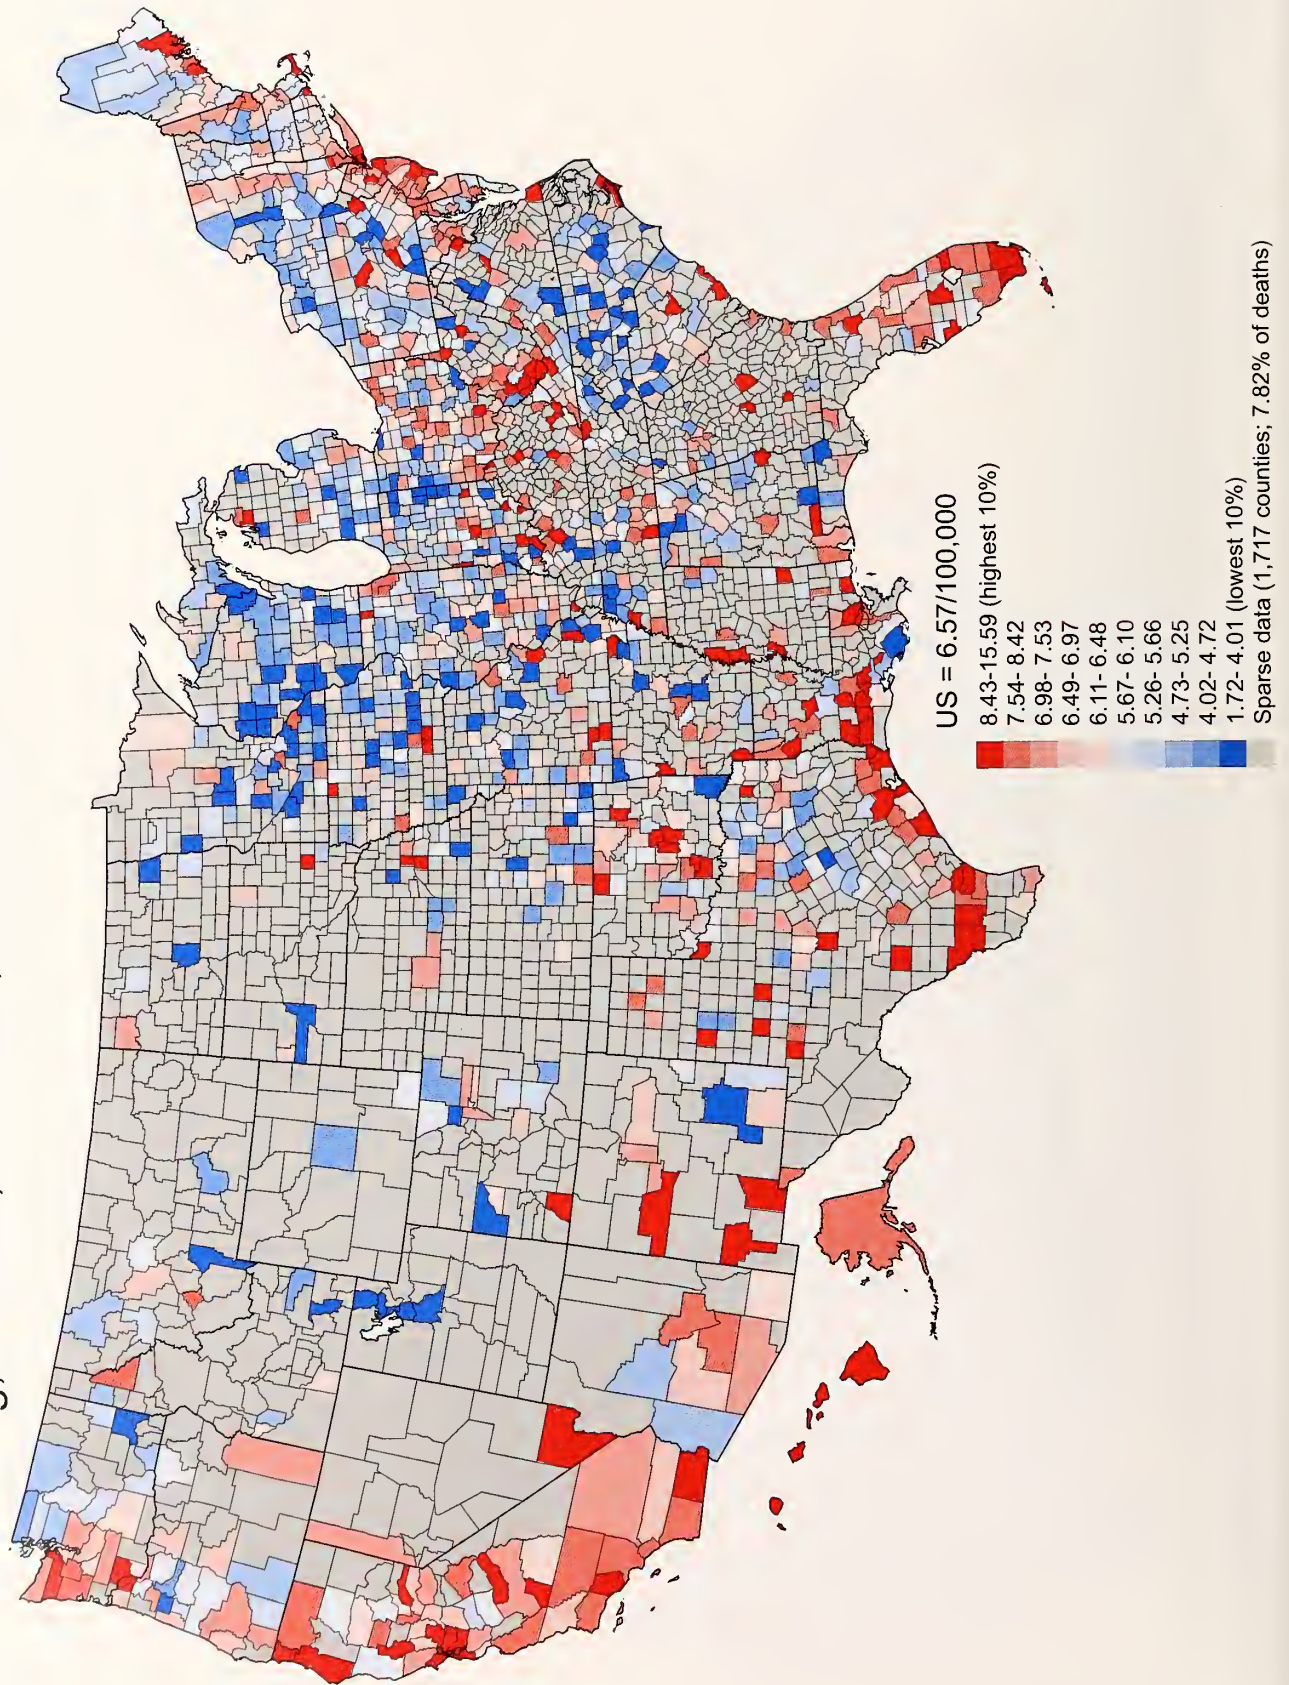 US = 6.57/100,000
8.43-15.59 (highest 10%)
7.54- 8.42
6.98- 7.53
6.49- 6.97
6.11- 6.48
5.67- 6.10
5.26- 5.66
4.73- 5.25
4.02- 4.72
1.72- 4.01 (lowest 10%)
Sparse data (1,717 counties; 7.82% of deaths)